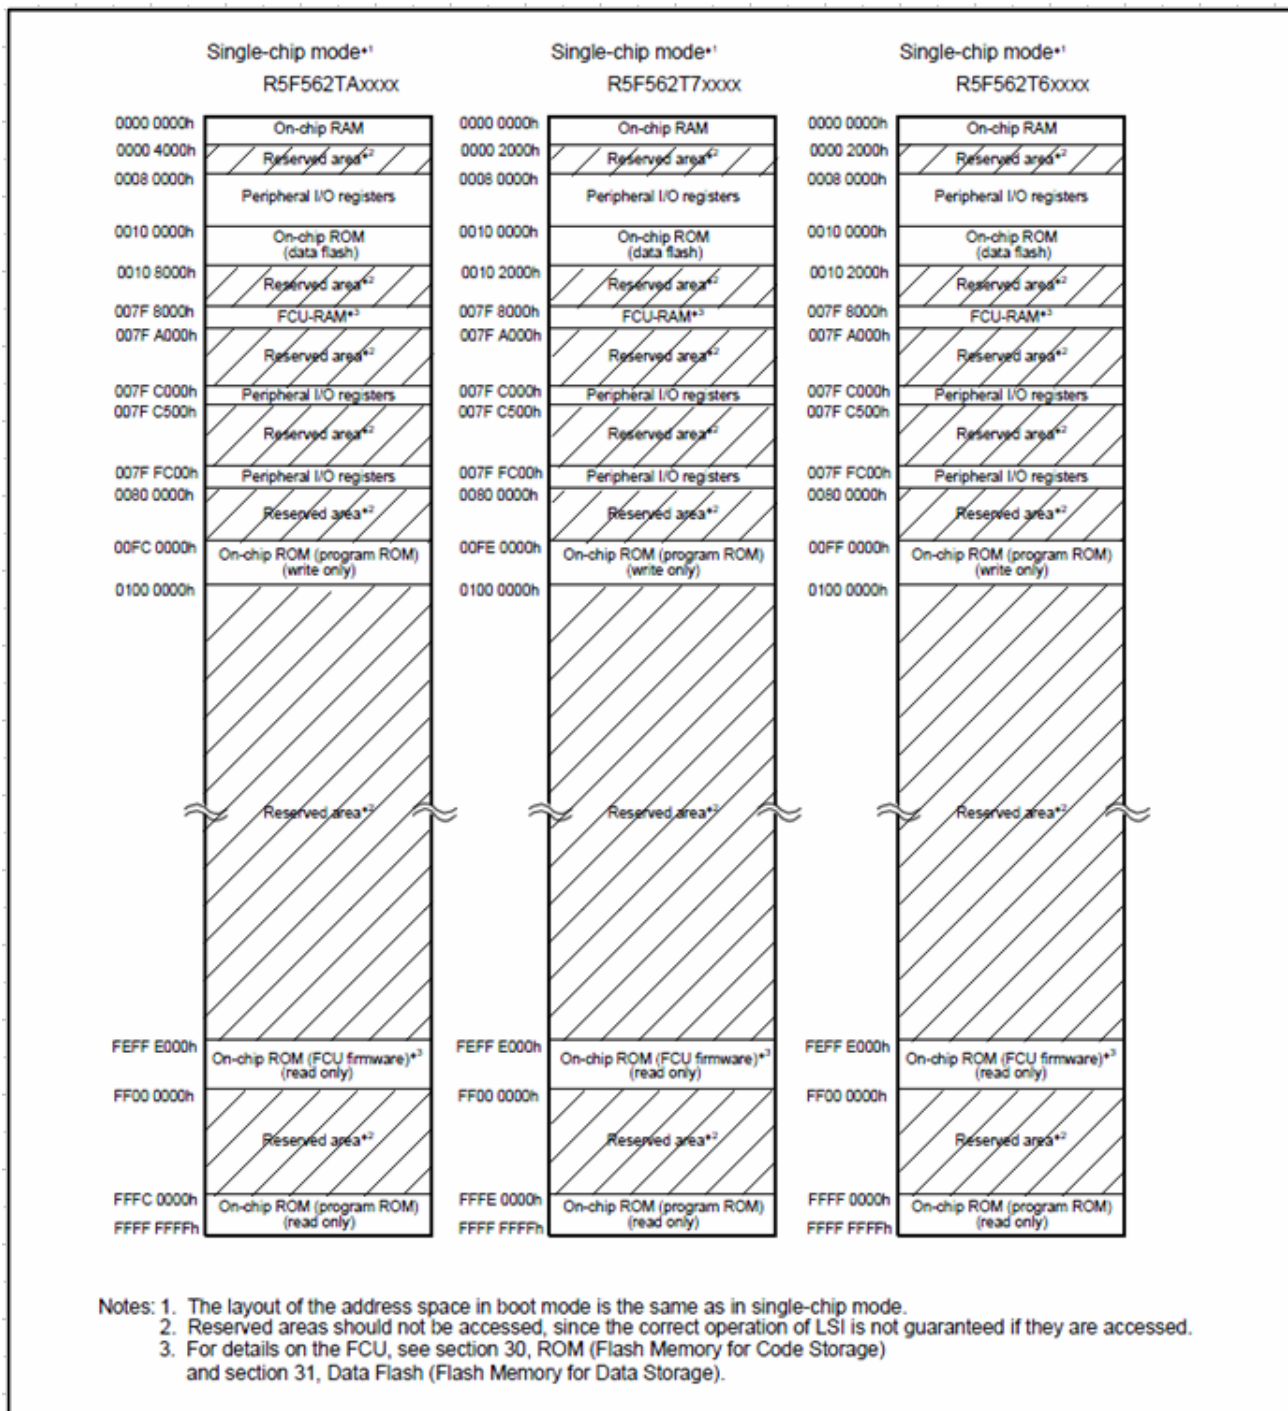 Single-chip mode*1
R5F562TAxxxx
0000 0000h
On-chip RAM
0000 4000h
Reserved area*2
0008 0000h
Peripheral I/O registers
0010 0000h
On-chip ROM
(data flash)
0010 8000h
Reserved area*2
007F 8000h
FCU-RAM*3
007F A000h
Reserved area*2
007F C000h
Peripheral I/O registers
007F C500h
Reserved area*2
007F FC00h
Peripheral I/O registers
0080 0000h
Reserved area*2
00FC 0000h
On-chip ROM (program ROM)
(write only)
0100 0000h
Reserved area*2
FEFF E000h
On-chip ROM (FCU firmware)*3
(read only)
FF00 0000h
Reserved area*2
FFFC 0000h
On-chip ROM (program ROM)
(read only)
FFFF FFFFh
Single-chip mode*1
R5F562T7xxxx
0000 0000h
On-chip RAM
0000 2000h
Reserved area*2
0008 0000h
Peripheral I/O registers
0010 0000h
On-chip ROM
(data flash)
0010 2000h
Reserved area*2
007F 8000h
FCU-RAM*3
007F A000h
Reserved area*2
007F C000h
Peripheral I/O registers
007F C500h
Reserved area*2
007F FC00h
Peripheral I/O registers
0080 0000h
Reserved area*2
00FE 0000h
On-chip ROM (program ROM)
(write only)
0100 0000h
Reserved area*2
FEFF E000h
On-chip ROM (FCU firmware)*3
(read only)
FF00 0000h
Reserved area*2
FFFE 0000h
On-chip ROM (program ROM)
(read only)
FFFF FFFFh
Single-chip mode*1
R5F562T6xxxx
0000 0000h
On-chip RAM
0000 2000h
Reserved area*2
0008 0000h
Peripheral I/O registers
0010 0000h
On-chip ROM
(data flash)
0010 2000h
Reserved area*2
007F 8000h
FCU-RAM*3
007F A000h
Reserved area*2
007F C000h
Peripheral I/O registers
007F C500h
Reserved area*2
007F FC00h
Peripheral I/O registers
0080 0000h
Reserved area*2
00FF 0000h
On-chip ROM (program ROM)
(write only)
0100 0000h
Reserved area*2
FEFF E000h
On-chip ROM (FCU firmware)*3
(read only)
FF00 0000h
Reserved area*2
FFFF 0000h
On-chip ROM (program ROM)
(read only)
FFFF FFFFh
Notes: 1. The layout of the address space in boot mode is the same as in single-chip mode.
2. Reserved areas should not be accessed, since the correct operation of LSI is not guaranteed if they are accessed.
3. For details on the FCU, see section 30, ROM (Flash Memory for Code Storage)
and section 31, Data Flash (Flash Memory for Data Storage).